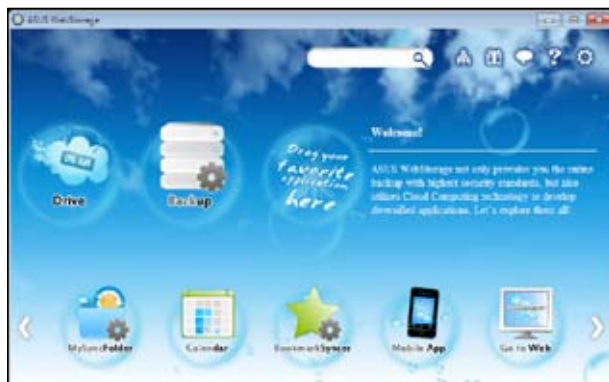 ASUS WebStorage
Welcome!
ASUS WebStorage not only provides you the online
backup with highest security standards, but also
utilizes Cloud Computing technology to develop
diversified applications. Let's explore them all!
Drag your
favorite
application
here
Drive
Backup
MySyncFolder
Calendar
BookmarkSyncer
Mobile App
Go to Web